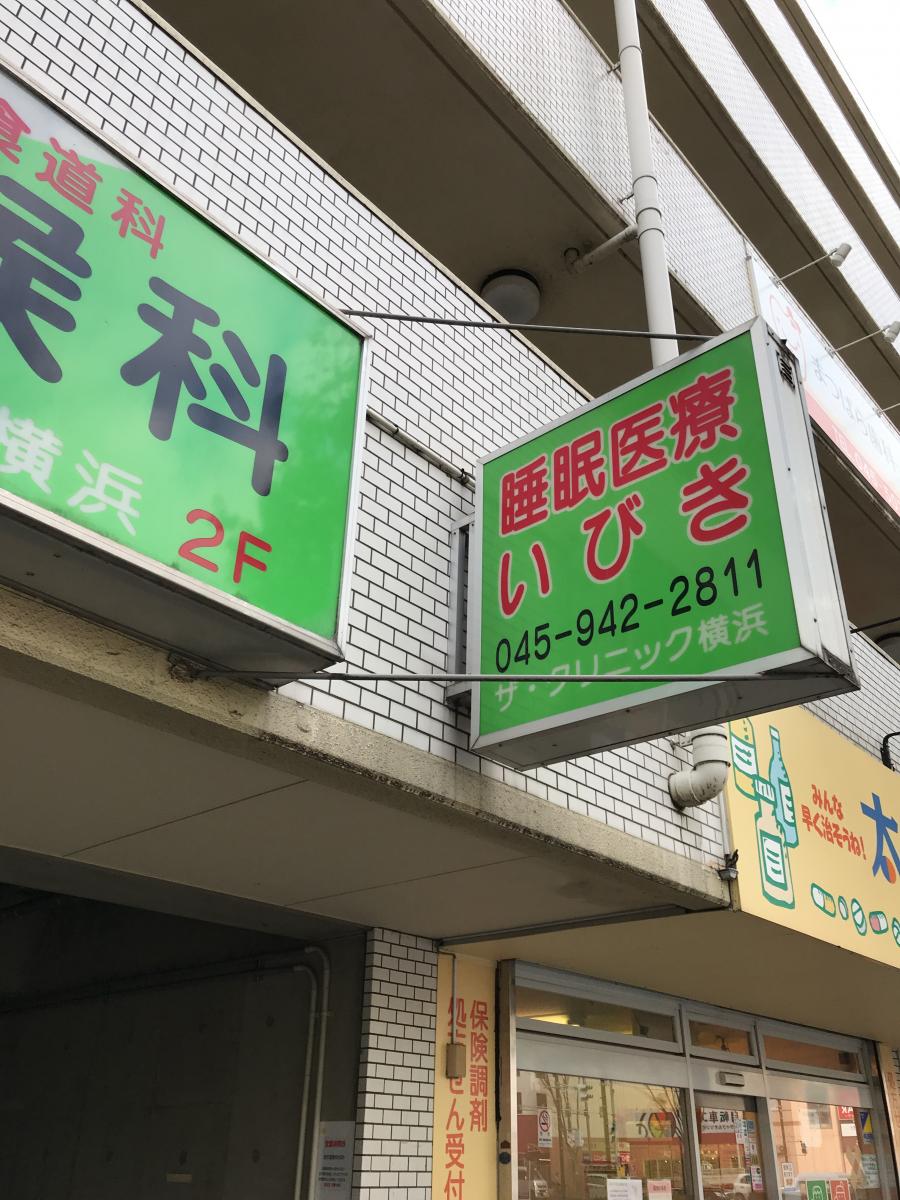 食道科
喉科
横浜
2F
睡眠医療
いびき
045-942-2811
ザ・クリニック横浜
みんな
早く治そうね!
太
保険調剤
処方せん受付